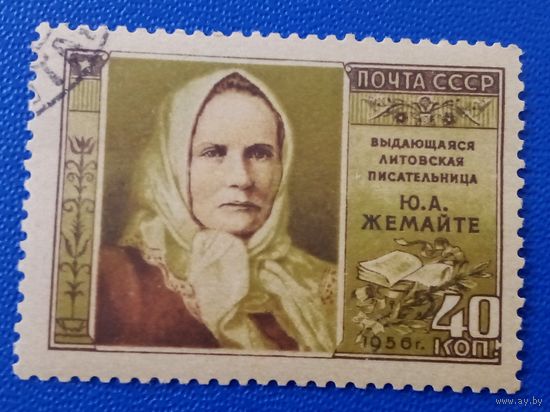 ПОЧТА СССР
ВЫДАЮЩАЯСЯ
ЛИТОВСКАЯ
ПИСАТЕЛЬНИЦА
Ю.А.
ЖЕМАЙТЕ
1956г.
40
КОП.
www.ay.by